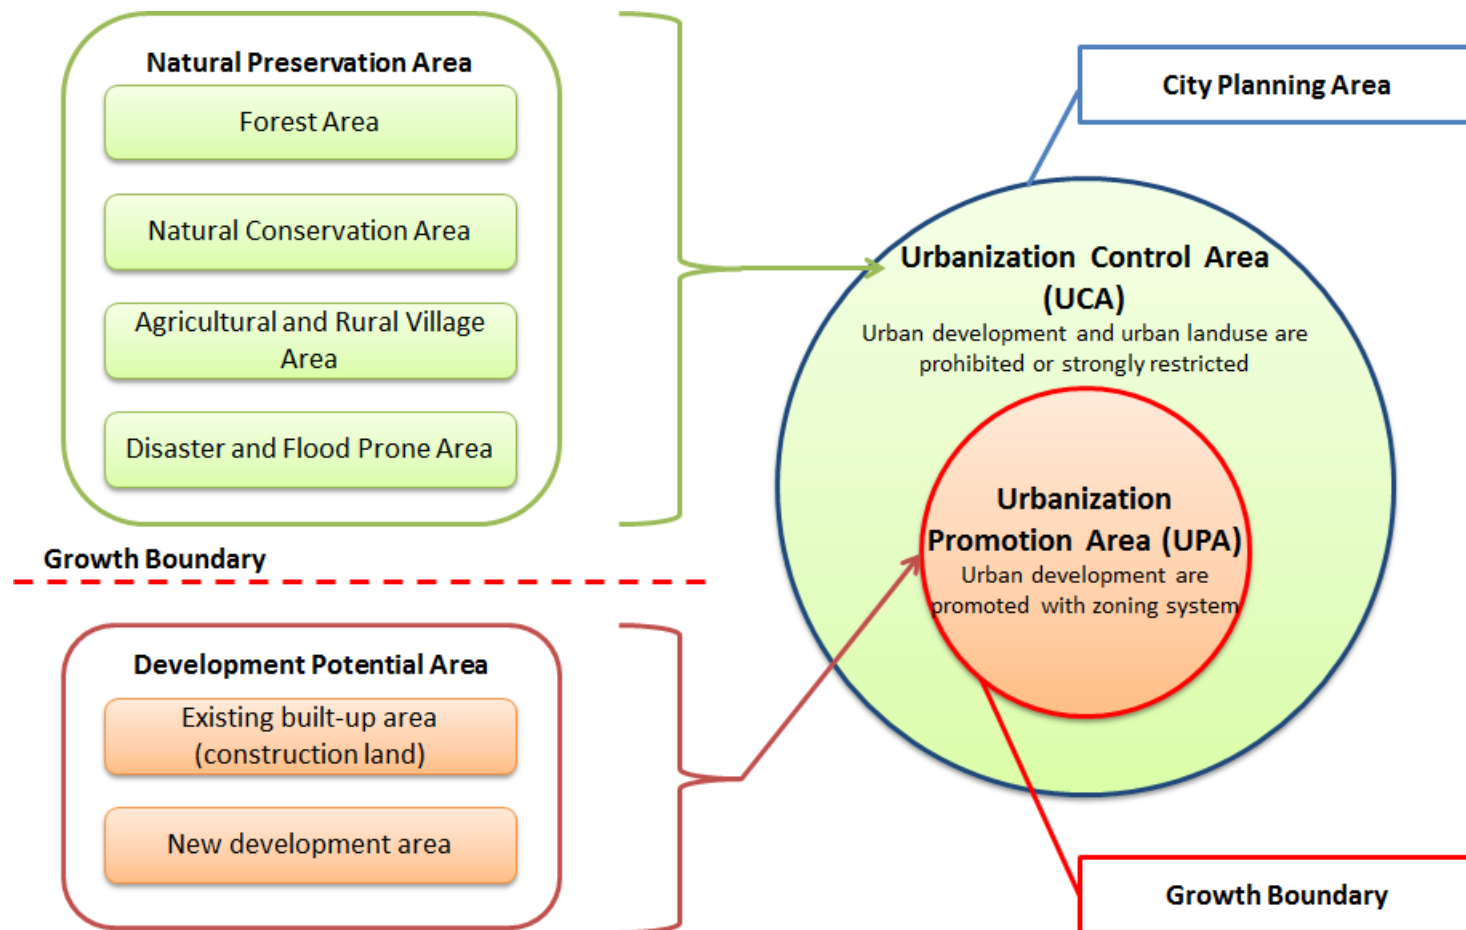 Natural Preservation Area
Forest Area
Natural Conservation Area
Agricultural and Rural Village
Area
Disaster and Flood Prone Area
Growth Boundary
Development Potential Area
Existing built-up area
(construction land)
New development area
City Planning Area
Urbanization Control Area
(UCA)
Urban development and urban landuse are
prohibited or strongly restricted
Urbanization
Promotion Area (UPA)
Urban development are
promoted with zoning system
Growth Boundary